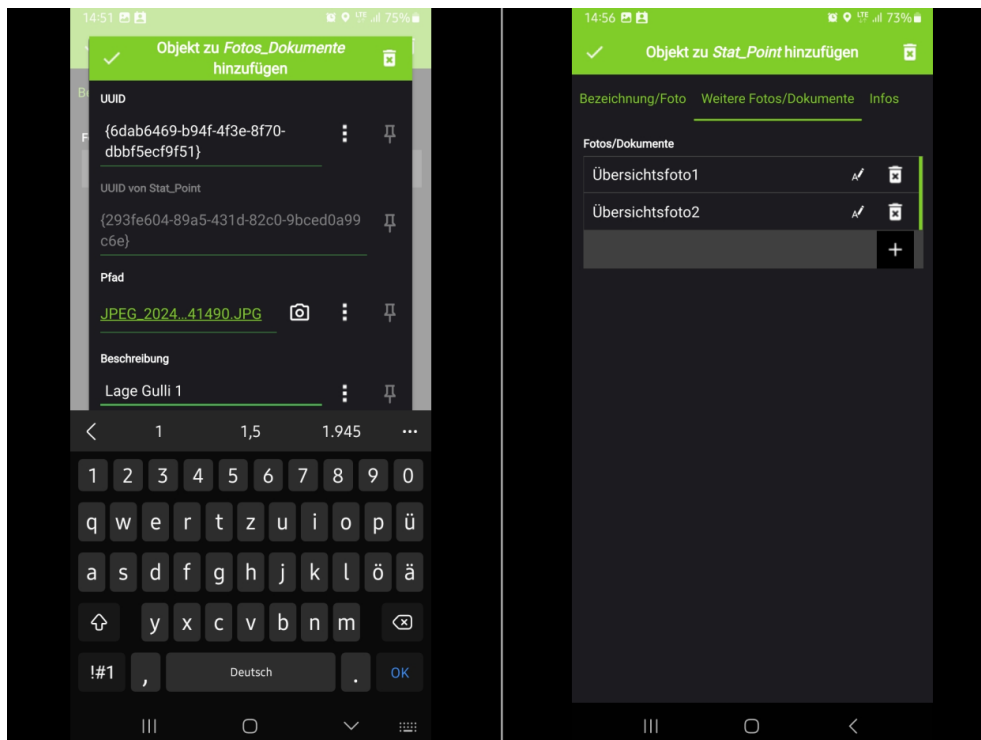 14:51 LTE 75%
Objekt zu Fotos_Dokumente
hinzufügen
Be
F
UUID
{6dab6469-b94f-4f3e-8f70-
dbbf5ecf9f51}
UUID von Stat_Point
{293fe604-89a5-431d-82c0-9bced0a99
c6e}
Pfad
JPEG_2024...41490.JPG
Beschreibung
Lage Gulli 1
1 1,5 1.945 ...
1 2 3 4 5 6 7 8 9 0
q w e r t z u i o p ü
a s d f g h j k l ö ä
y x c v b n m
!#1 , Deutsch . OK
14:56 LTE 73%
Objekt zu Stat_Point hinzufügen
Bezeichnung/Foto Weitere Fotos/Dokumente Infos
Fotos/Dokumente
Übersichtsfoto1
Übersichtsfoto2
+